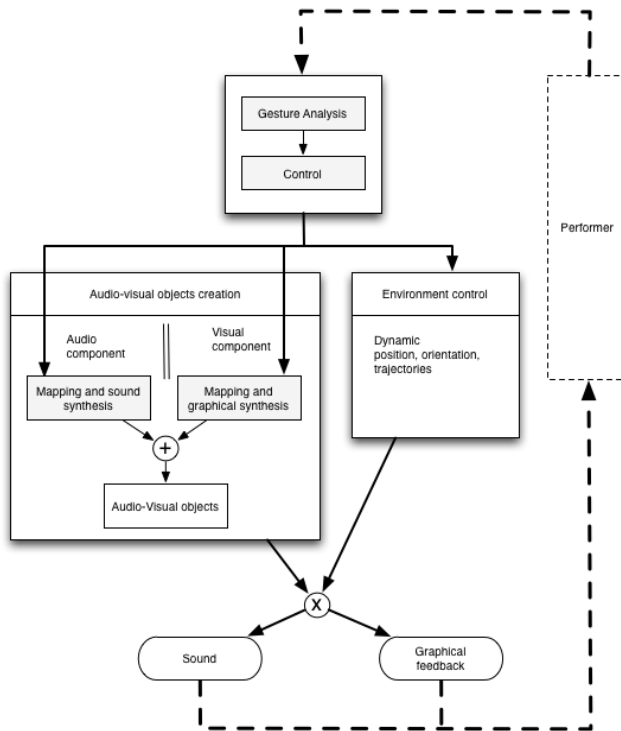 Gesture Analysis
Control
Performer
Audio-visual objects creation
Environment control
Audio
component
Visual
component
Dynamic
position, orientation,
trajectories
Mapping and sound
synthesis
Mapping and
graphical synthesis
+
Audio-Visual objects
X
Sound
Graphical
feedback